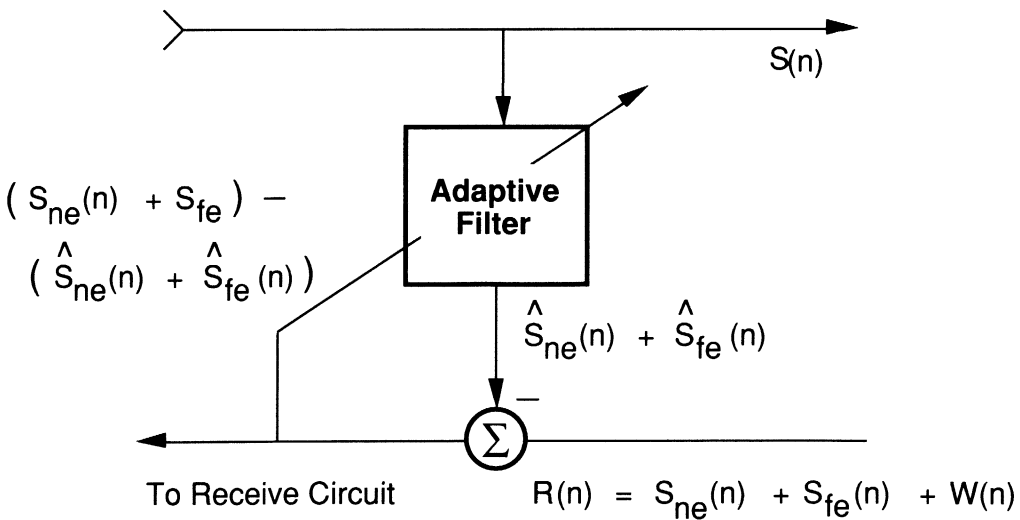 S(n)
( S_ne(n) + S_fe ) −
( Ŝ_ne(n) + Ŝ_fe (n) )
Adaptive
Filter
Ŝ_ne(n) + Ŝ_fe (n)
−
Σ
To Receive Circuit
R(n) = S_ne(n) + S_fe(n) + W(n)